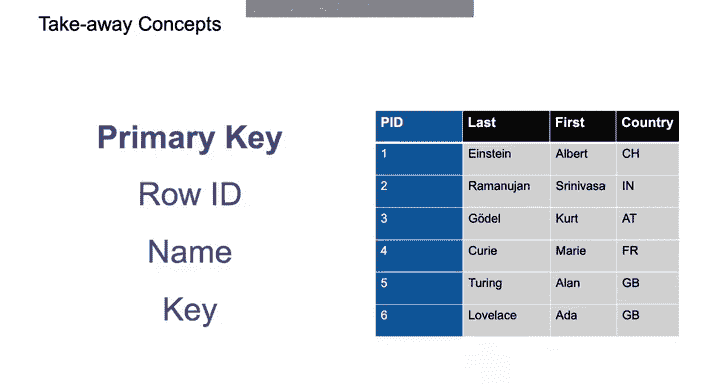 Take-away Concepts
Primary Key
Row ID
Name
Key
PID Last First Country
1 Einstein Albert CH
2 Ramanujan Srinivasa IN
3 Gödel Kurt AT
4 Curie Marie FR
5 Turing Alan GB
6 Lovelace Ada GB